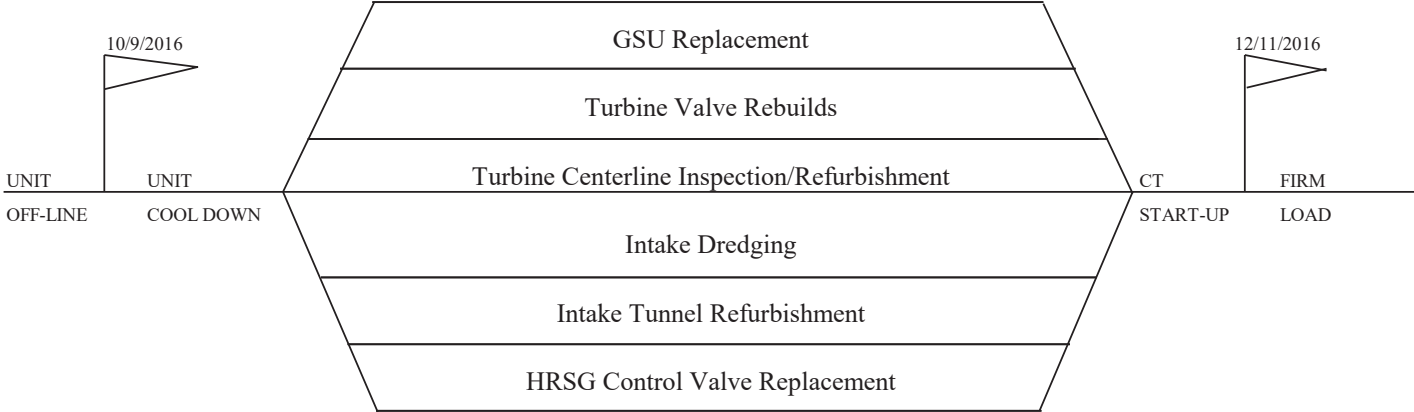 GSU Replacement
10/9/2016
12/11/2016
Turbine Valve Rebuilds
Turbine Centerline Inspection/Refurbishment
UNIT
UNIT
CT
FIRM
OFF-LINE
COOL DOWN
START-UP
LOAD
Intake Dredging
Intake Tunnel Refurbishment
HRSG Control Valve Replacement